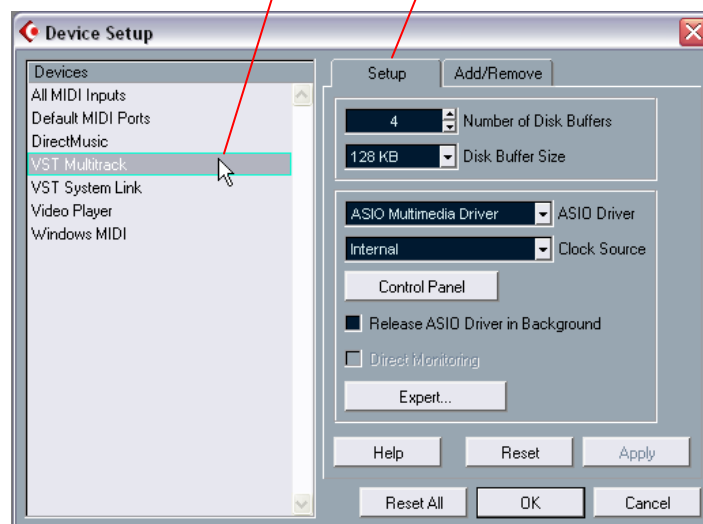 Device Setup
Devices
All MIDI Inputs
Default MIDI Ports
DirectMusic
VST Multitrack
VST System Link
Video Player
Windows MIDI
Setup
Add/Remove
4 Number of Disk Buffers
128 KB Disk Buffer Size
ASIO Multimedia Driver ASIO Driver
Internal Clock Source
Control Panel
Release ASIO Driver in Background
Direct Monitoring
Expert...
Help Reset Apply
Reset All OK Cancel